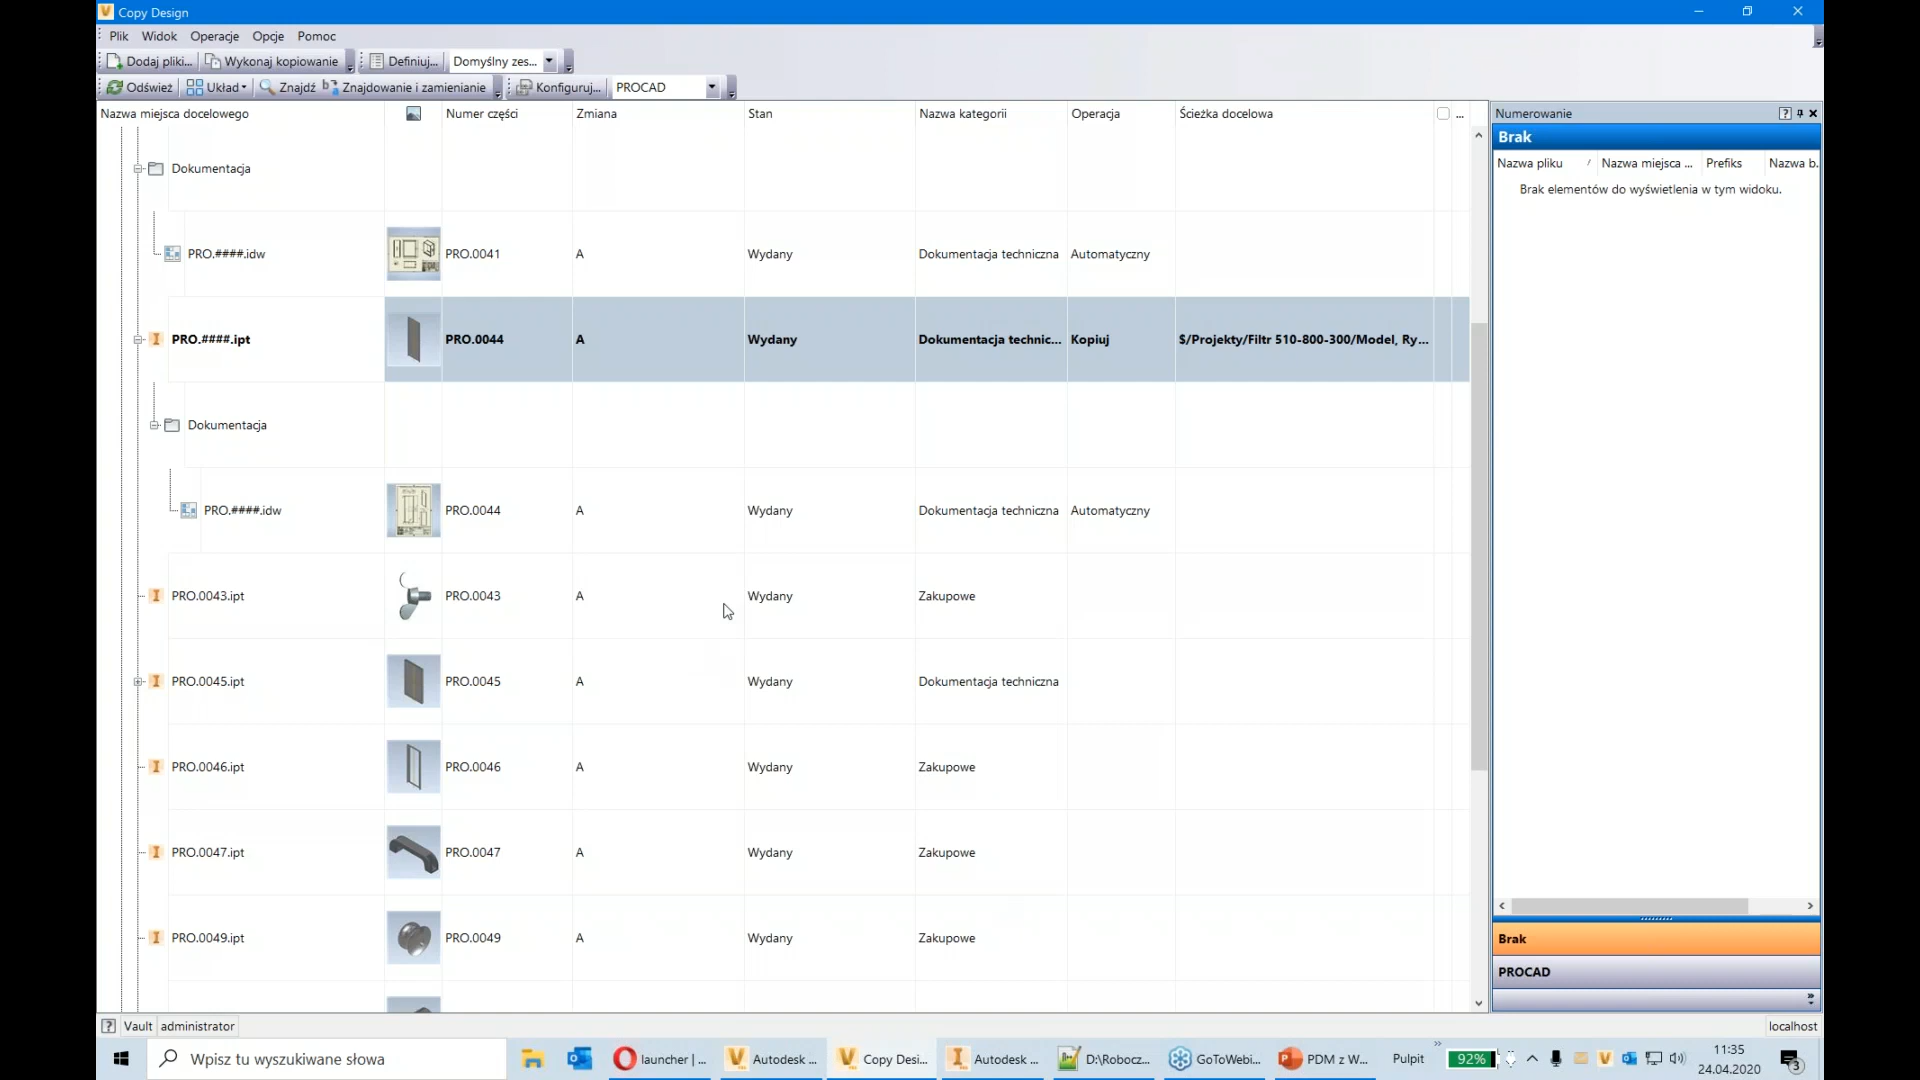 Copy Design
Plik Widok Operacje Opcje Pomoc
Dodaj pliki... Wykonaj kopiowanie Definiuj... Domyślny zes...
Odśwież Układ Znajdź Znajdowanie i zamienianie Konfiguruj... PROCAD
Nazwa miejsca docelowego Numer części Zmiana Stan Nazwa kategorii Operacja Ścieżka docelowa ...
Dokumentacja
PRO.####.idw PRO.0041 A Wydany Dokumentacja techniczna Automatyczny
PRO.####.ipt PRO.0044 A Wydany Dokumentacja technic... Kopiuj $/Projekty/Filtr 510-800-300/Model, Ry...
Dokumentacja
PRO.####.idw PRO.0044 A Wydany Dokumentacja techniczna Automatyczny
PRO.0043.ipt PRO.0043 A Wydany Zakupowe
PRO.0045.ipt PRO.0045 A Wydany Dokumentacja techniczna
PRO.0046.ipt PRO.0046 A Wydany Zakupowe
PRO.0047.ipt PRO.0047 A Wydany Zakupowe
PRO.0049.ipt PRO.0049 A Wydany Zakupowe
Numerowanie
Brak
Nazwa pliku / Nazwa miejsca ... Prefiks Nazwa b.
Brak elementów do wyświetlenia w tym widoku.
Brak
PROCAD
Vault administrator localhost
Wpisz tu wyszukiwane słowa launcher | ... Autodesk ... Copy Desi... Autodesk ... D:\Robocz... GoToWebi... PDM z W... Pulpit 92% 11:35
24.04.2020 3